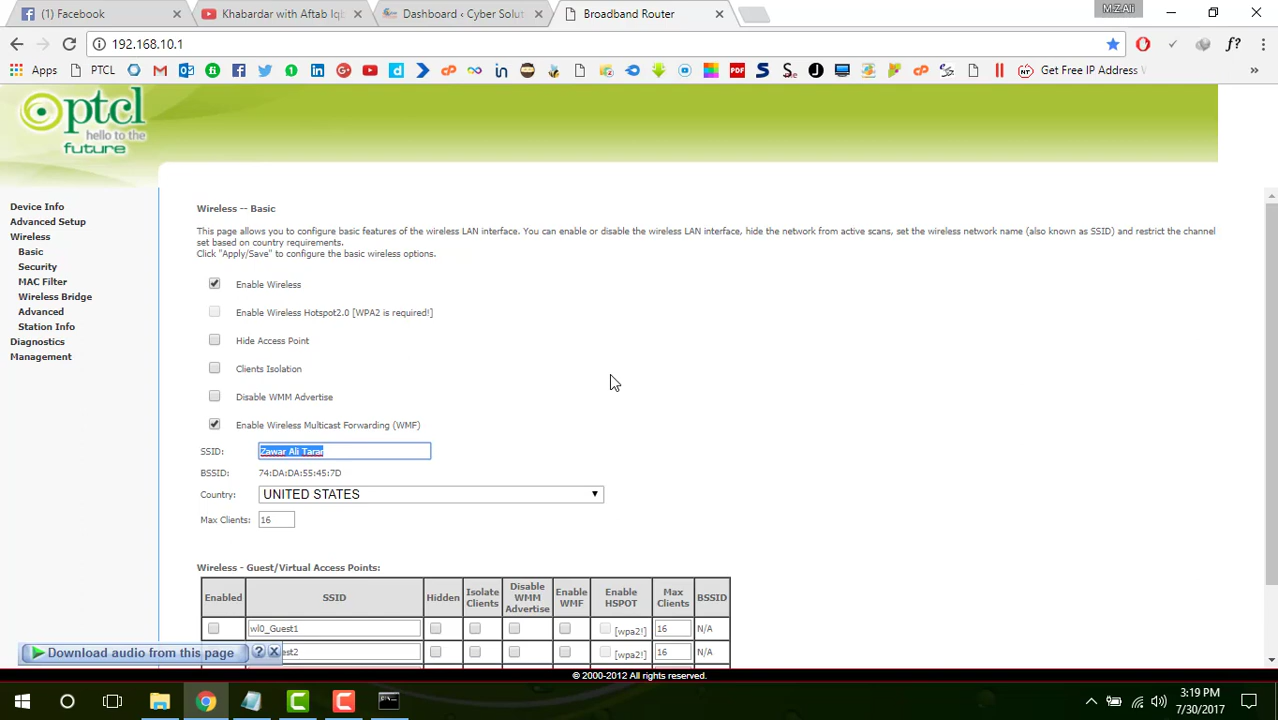 (1) Facebook
Khabardar with Aftab Iqb
Dashboard ‹ Cyber Solut
Broadband Router
M.Z.Ali
192.168.10.1
Apps
PTCL
Get Free IP Address V
ptcl
hello to the
future
Device Info
Advanced Setup
Wireless
Basic
Security
MAC Filter
Wireless Bridge
Advanced
Station Info
Diagnostics
Management
Wireless -- Basic
This page allows you to configure basic features of the wireless LAN interface. You can enable or disable the wireless LAN interface, hide the network from active scans, set the wireless network name (also known as SSID) and restrict the channel
set based on country requirements.
Click "Apply/Save" to configure the basic wireless options.
Enable Wireless
Enable Wireless Hotspot2.0 [WPA2 is required!]
Hide Access Point
Clients Isolation
Disable WMM Advertise
Enable Wireless Multicast Forwarding (WMF)
SSID: Zawar Ali Tarar
BSSID: 74:DA:DA:55:45:7D
Country: UNITED STATES
Max Clients: 16
Wireless - Guest/Virtual Access Points:
Enabled SSID Hidden Isolate Clients Disable WMM Advertise Enable WMF Enable HSPOT Max Clients BSSID
wl0_Guest1 [wpa2!] 16 N/A
est2 [wpa2!] 16 N/A
Download audio from this page ?
© 2000-2012 All rights reserved.
3:19 PM
7/30/2017